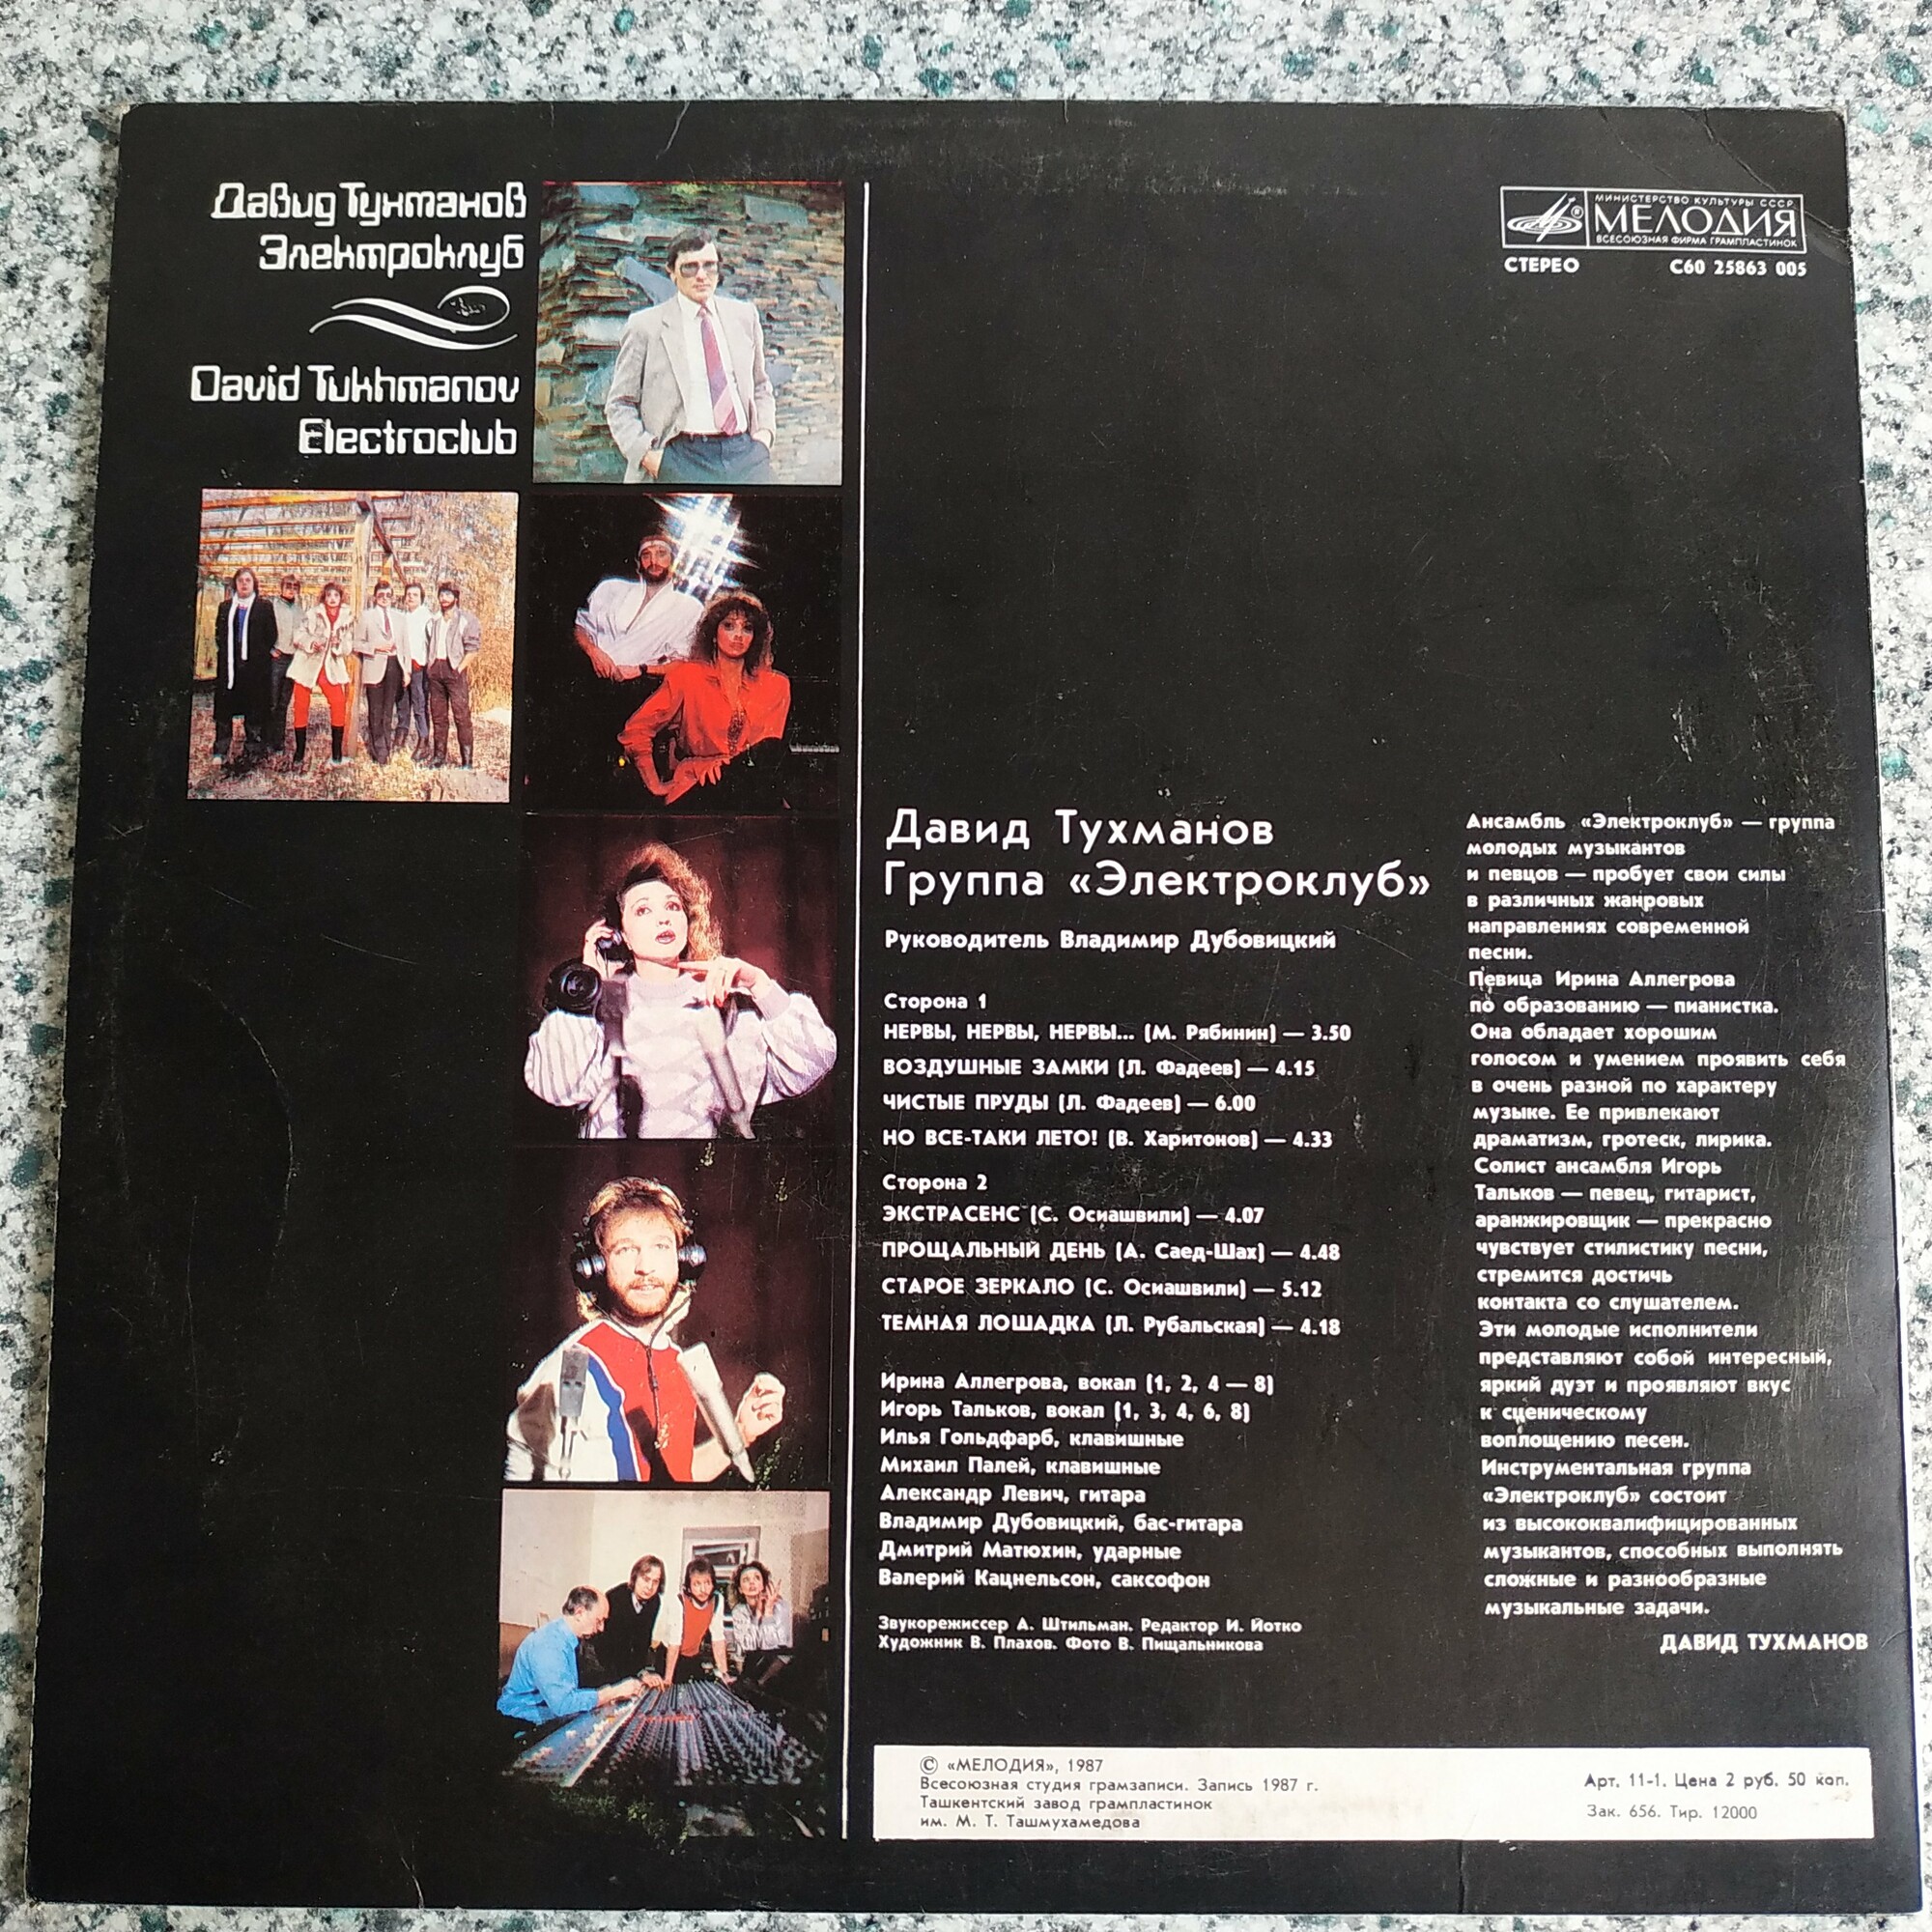 Давид Тухманов
Электроклуб
David Tukhmanov
Electroclub
МИНИСТЕРСТВО КУЛЬТУРЫ СССР
МЕЛОДИЯ
ВСЕСОЮЗНАЯ ФИРМА ГРАМПЛАСТИНОК
СТЕРЕО С60 25863 005
Давид Тухманов
Группа «Электроклуб»
Руководитель Владимир Дубовицкий
Сторона 1
НЕРВЫ, НЕРВЫ, НЕРВЫ... (М. Рябинин) — 3.50
ВОЗДУШНЫЕ ЗАМКИ (Л. Фадеев) — 4.15
ЧИСТЫЕ ПРУДЫ (Л. Фадеев) — 6.00
НО ВСЕ-ТАКИ ЛЕТО! (В. Харитонов) — 4.33
Сторона 2
ЭКСТРАСЕНС (С. Осиашвили) — 4.07
ПРОЩАЛЬНЫЙ ДЕНЬ (А. Саед-Шах) — 4.48
СТАРОЕ ЗЕРКАЛО (С. Осиашвили) — 5.12
ТЕМНАЯ ЛОШАДКА (Л. Рубальская) — 4.18
Ирина Аллегрова, вокал (1, 2, 4 — 8)
Игорь Тальков, вокал (1, 3, 4, 6, 8)
Илья Гольдфарб, клавишные
Михаил Палей, клавишные
Александр Левич, гитара
Владимир Дубовицкий, бас-гитара
Дмитрий Матюхин, ударные
Валерий Кацнельсон, саксофон
Звукорежиссер А. Штильман. Редактор И. Йотко
Художник В. Плахов. Фото В. Пищальникова
Ансамбль «Электроклуб» — группа
молодых музыкантов
и певцов — пробует свои силы
в различных жанровых
направлениях современной
песни.
Певица Ирина Аллегрова
по образованию — пианистка.
Она обладает хорошим
голосом и умением проявить себя
в очень разной по характеру
музыке. Ее привлекают
драматизм, гротеск, лирика.
Солист ансамбля Игорь
Тальков — певец, гитарист,
аранжировщик — прекрасно
чувствует стилистику песни,
стремится достичь
контакта со слушателем.
Эти молодые исполнители
представляют собой интересный,
яркий дуэт и проявляют вкус
к сценическому
воплощению песен.
Инструментальная группа
«Электроклуб» состоит
из высококвалифицированных
музыкантов, способных выполнять
сложные и разнообразные
музыкальные задачи.
ДАВИД ТУХМАНОВ
© «МЕЛОДИЯ», 1987
Всесоюзная студия грамзаписи. Запись 1987 г.
Ташкентский завод грампластинок
им. М. Т. Ташмухамедова
Арт. 11-1. Цена 2 руб. 50 коп.
Зак. 656. Тир. 12000